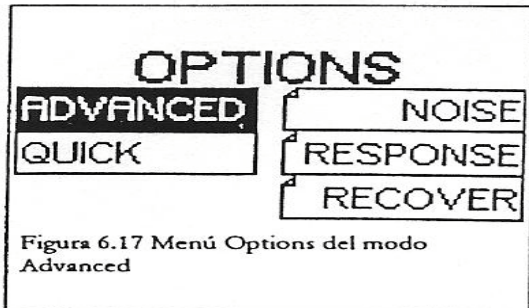 OPTIONS
ADVANCED NOISE
QUICK RESPONSE
RECOVER
Figura 6.17 Menú Options del modo
Advanced